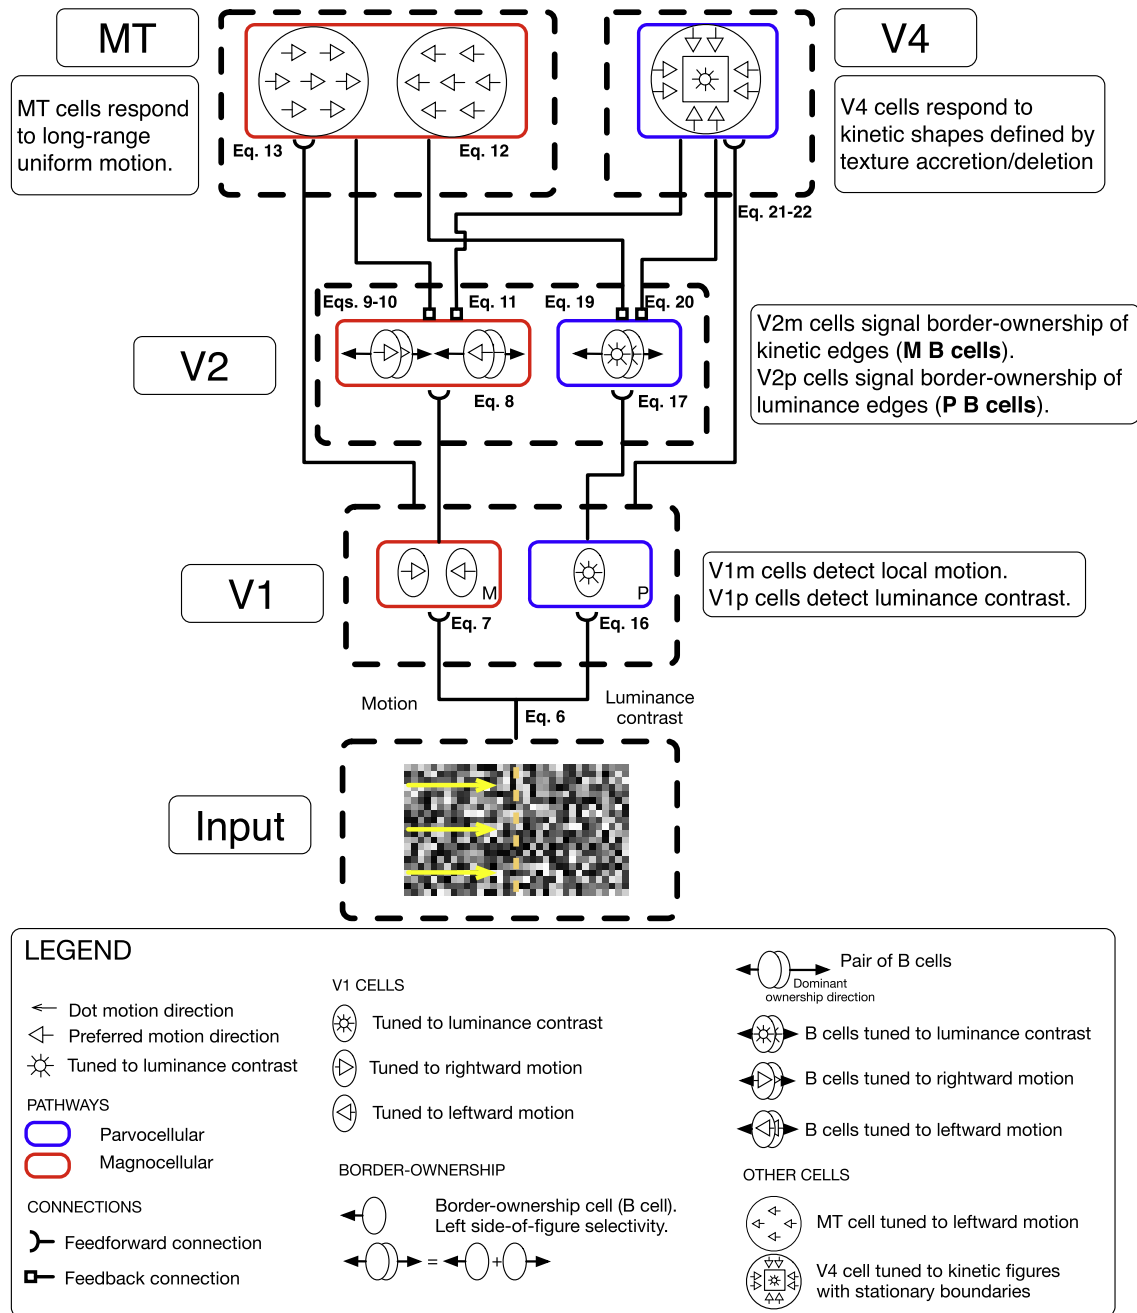 MT
V4
MT cells respond
to long-range
uniform motion.
V4 cells respond to
kinetic shapes defined by
texture accretion/deletion
Eq. 13
Eq. 12
Eq. 21-22
Eqs. 9-10
Eq. 11
Eq. 19
Eq. 20
V2
V2m cells signal border-ownership of
kinetic edges (M B cells).
V2p cells signal border-ownership of
luminance edges (P B cells).
Eq. 8
Eq. 17
V1
M
P
V1m cells detect local motion.
V1p cells detect luminance contrast.
Eq. 7
Eq. 16
Motion
Luminance
contrast
Eq. 6
Input
LEGEND
Dot motion direction
Preferred motion direction
Tuned to luminance contrast
PATHWAYS
Parvocellular
Magnocellular
CONNECTIONS
Feedforward connection
Feedback connection
V1 CELLS
Tuned to luminance contrast
Tuned to rightward motion
Tuned to leftward motion
BORDER-OWNERSHIP
Border-ownership cell (B cell).
Left side-of-figure selectivity.
= +
Pair of B cells
Dominant
ownership direction
B cells tuned to luminance contrast
B cells tuned to rightward motion
B cells tuned to leftward motion
OTHER CELLS
MT cell tuned to leftward motion
V4 cell tuned to kinetic figures
with stationary boundaries